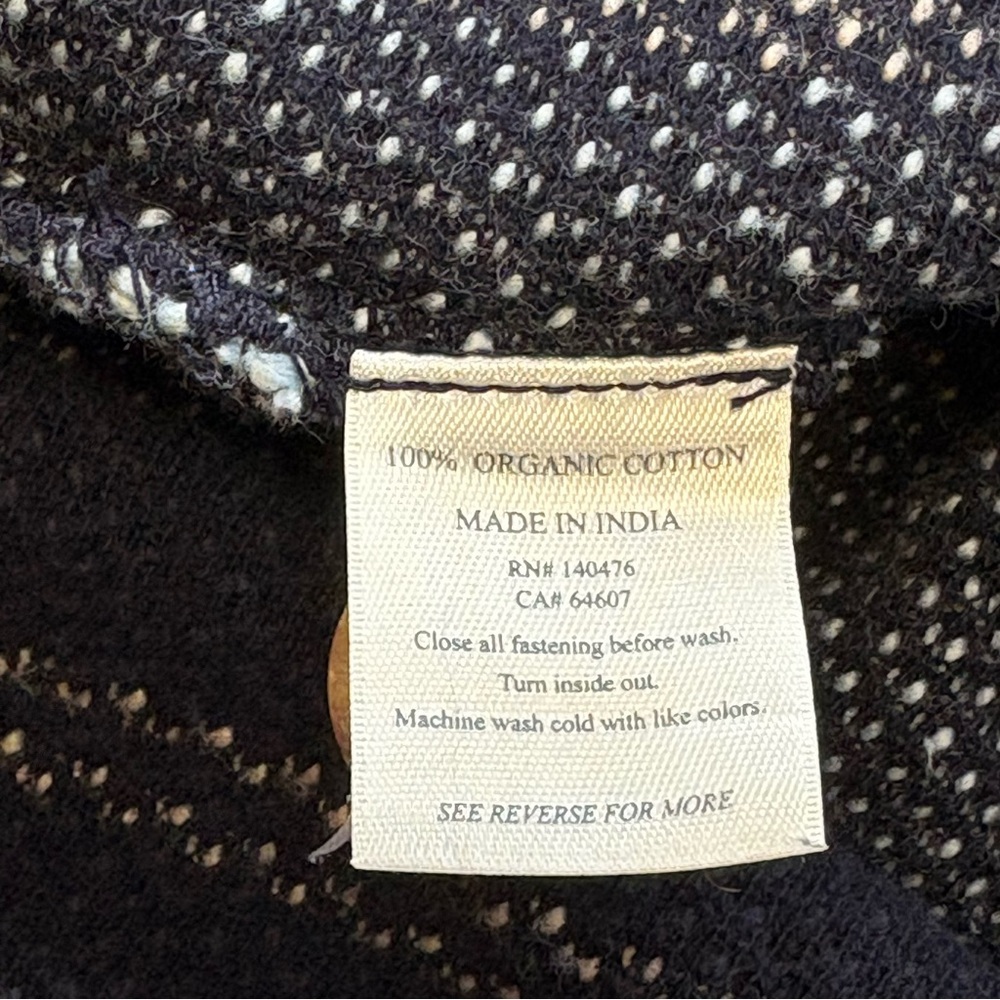 100% ORGANIC COTTON
MADE IN INDIA
RN# 140476
CA# 64607
Close all fastening before wash.
Turn inside out.
Machine wash cold with like colors.
SEE REVERSE FOR MORE